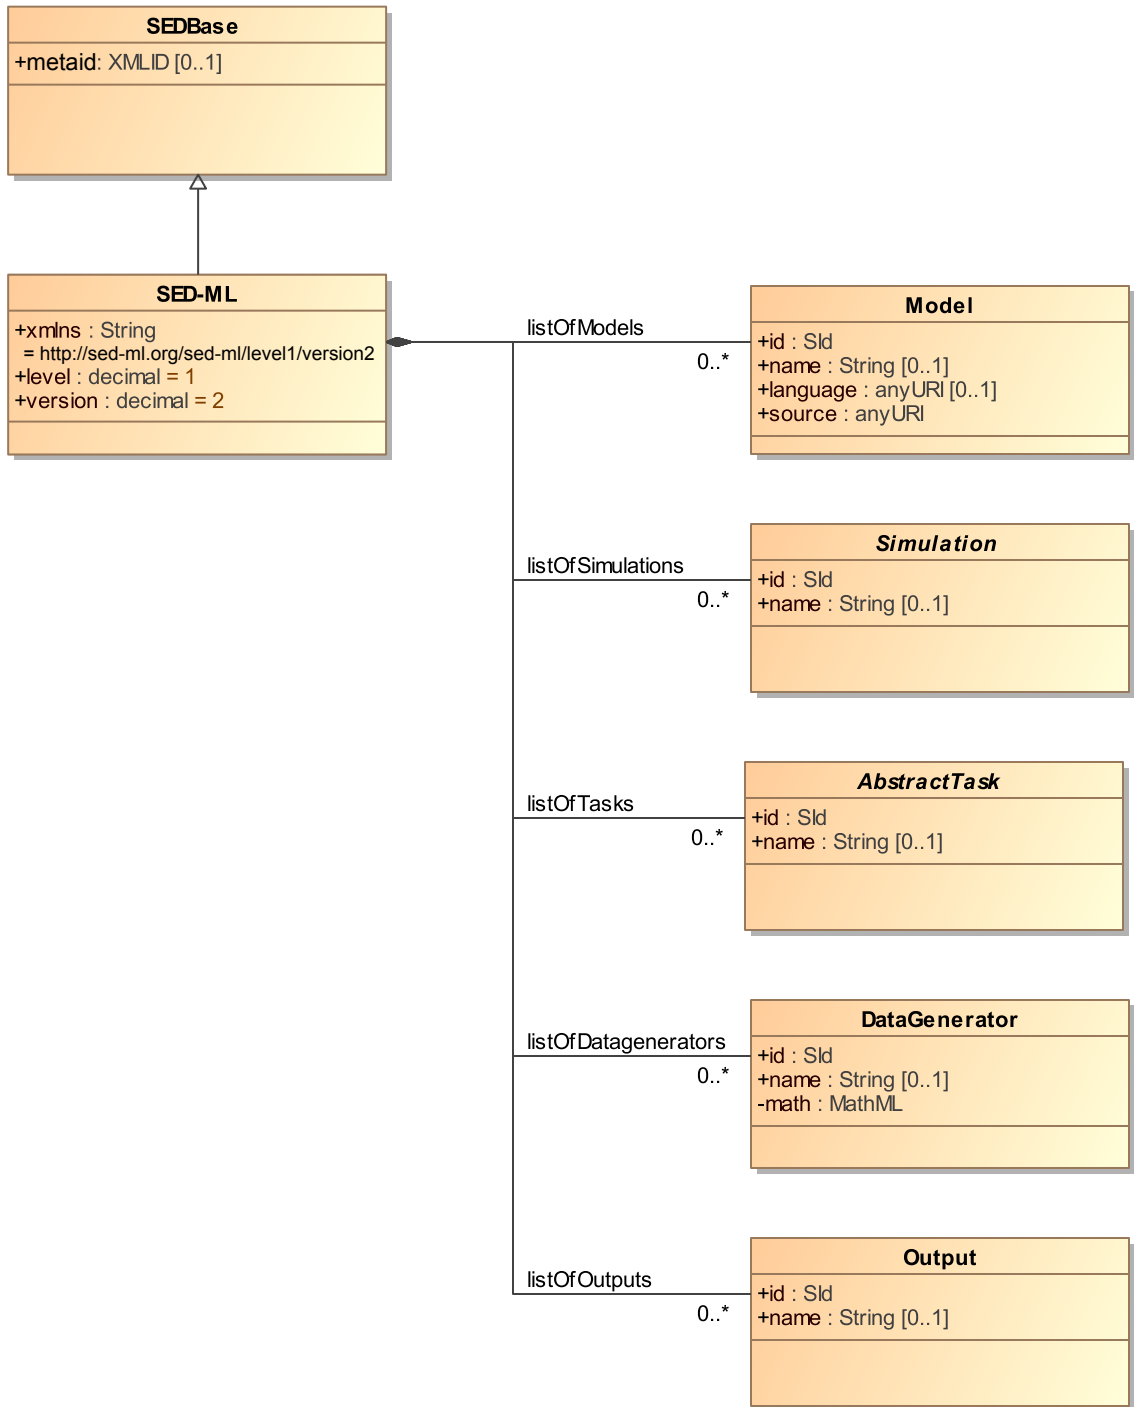 SEDBase
+metaid: XMLID [0..1]
SED-ML
+xmlns : String
= http://sed-ml.org/sed-ml/level1/version2
+level : decimal = 1
+version : decimal = 2
listOfModels
0..*
Model
+id : SId
+name : String [0..1]
+language : anyURI [0..1]
+source : anyURI
listOfSimulations
0..*
Simulation
+id : SId
+name : String [0..1]
listOfTasks
0..*
AbstractTask
+id : SId
+name : String [0..1]
listOfDatagenerators
0..*
DataGenerator
+id : SId
+name : String [0..1]
-math : MathML
listOfOutputs
0..*
Output
+id : SId
+name : String [0..1]